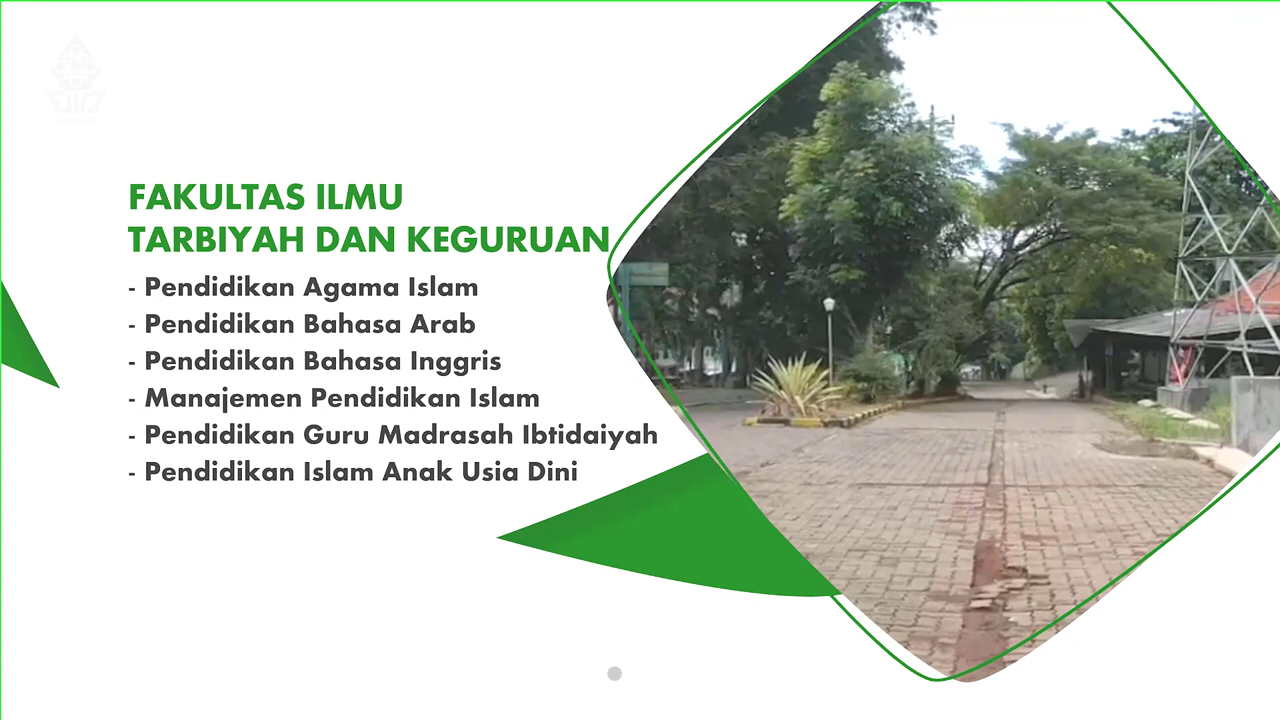 FAKULTAS ILMU
TARBIYAH DAN KEGURUAN
- Pendidikan Agama Islam
- Pendidikan Bahasa Arab
- Pendidikan Bahasa Inggris
- Manajemen Pendidikan Islam
- Pendidikan Guru Madrasah Ibtidaiyah
- Pendidikan Islam Anak Usia Dini